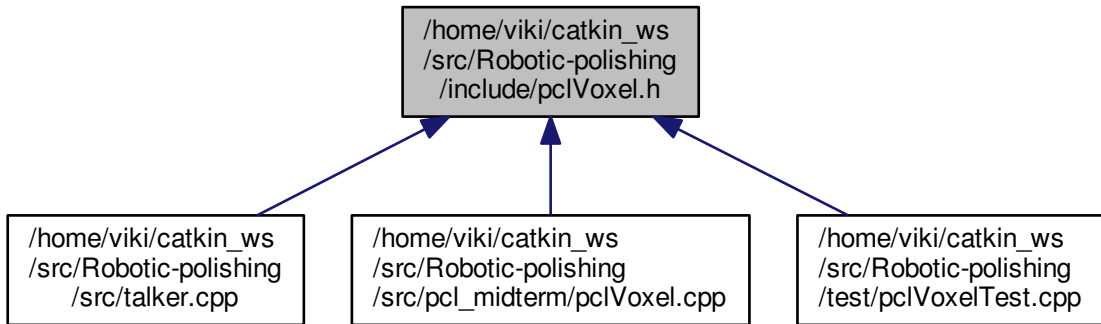 /home/viki/catkin_ws
/src/Robotic-polishing
/include/pclVoxel.h
/home/viki/catkin_ws
/src/Robotic-polishing
/src/talker.cpp
/home/viki/catkin_ws
/src/Robotic-polishing
/src/pcl_midterm/pclVoxel.cpp
/home/viki/catkin_ws
/src/Robotic-polishing
/test/pclVoxelTest.cpp